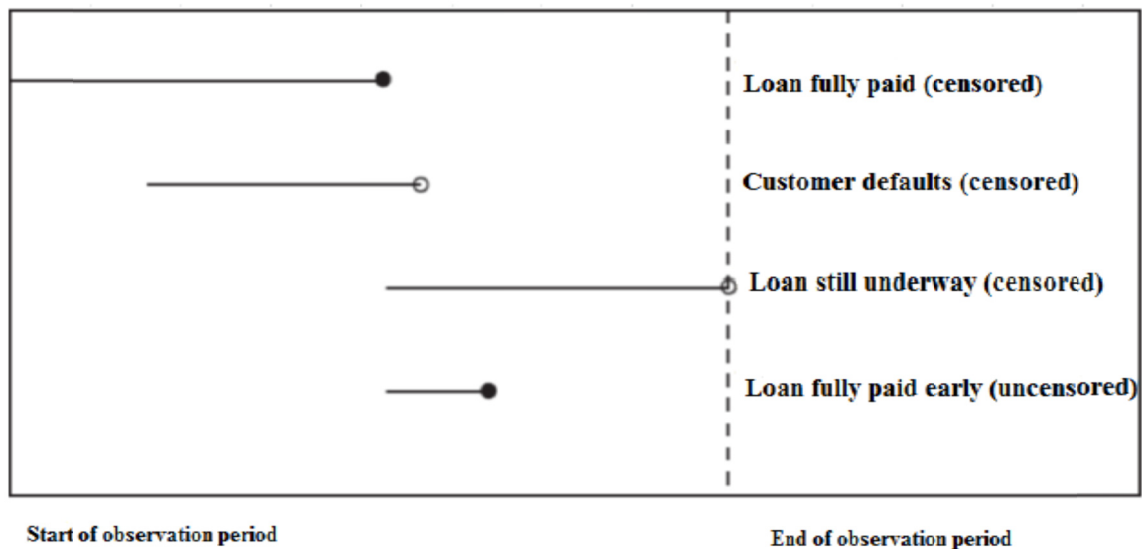 Loan fully paid (censored)
Customer defaults (censored)
Loan still underway (censored)
Loan fully paid early (uncensored)
Start of observation period
End of observation period